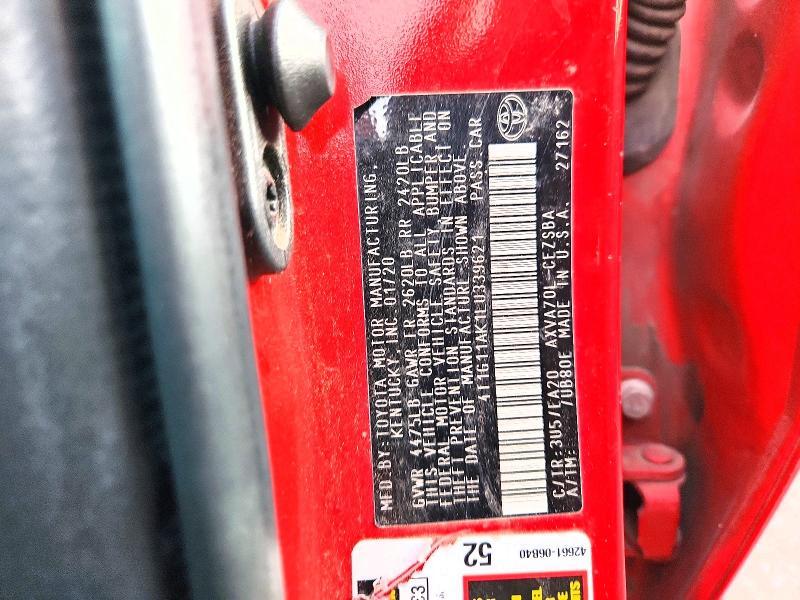 MFD.BY:TOYOTA MOTOR MANUFACTURING,
KENTUCKY, INC 01/20
GVWR 4475LB GAWR FR 2620LB RR 2420LB
THIS VEHICLE CONFORMS TO ALL APPLICABLE
FEDERAL MOTOR VEHICLE SAFETY, BUMPER AND
THEFT PREVENTION STANDARDS IN EFFECT ON
THE DATE OF MANUFACTURE SHOWN ABOVE.
4T1G11AK1LU339621 PASS.CAR
C/TR:3U5/EA20 AXVA70L-CEZSBA
A/TM: /UB80E MADE IN U.S.A. 27162
52
42661-06840